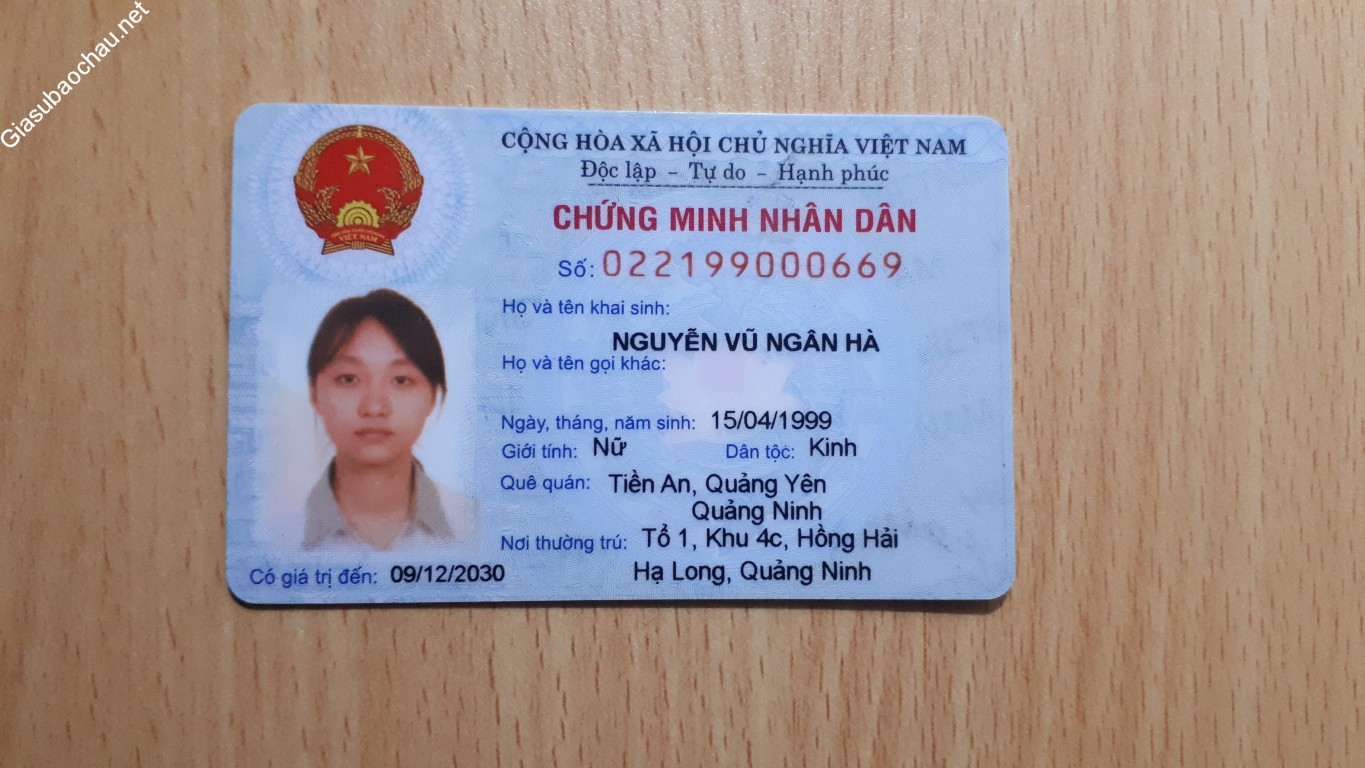 Giasubaochau.net
CỘNG HÒA XÃ HỘI CHỦ NGHĨA VIỆT NAM
Độc lập - Tự do - Hạnh phúc
CHỨNG MINH NHÂN DÂN
Số: 022199000669
Họ và tên khai sinh:
NGUYỄN VŨ NGÂN HÀ
Họ và tên gọi khác:
Ngày, tháng, năm sinh: 15/04/1999
Giới tính: Nữ Dân tộc: Kinh
Quê quán: Tiền An, Quảng Yên
Quảng Ninh
Nơi thường trú: Tổ 1, Khu 4c, Hồng Hải
Hạ Long, Quảng Ninh
Có giá trị đến: 09/12/2030
VIỆT NAM